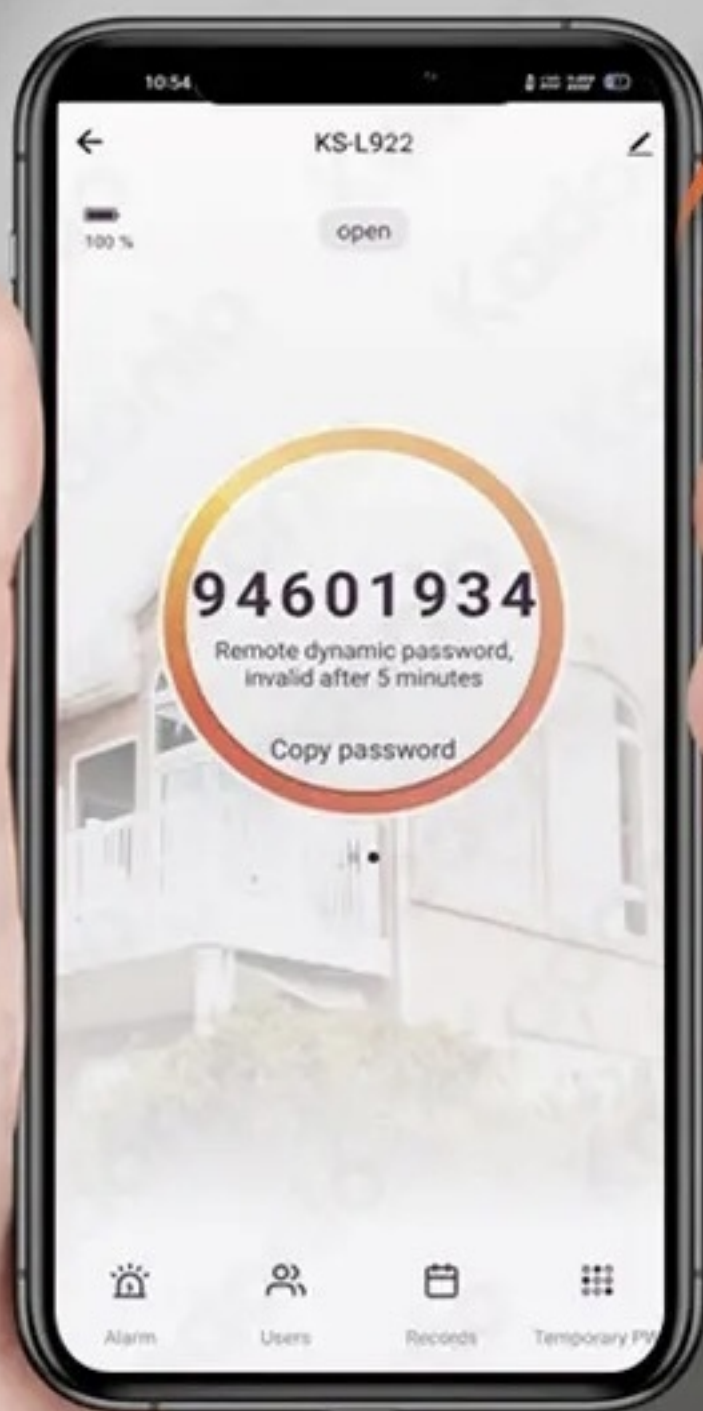 10:54
KS-L922
100 %
open
94601934
Remote dynamic password,
invalid after 5 minutes
Copy password
Alarm
Users
Records
Temporary PW